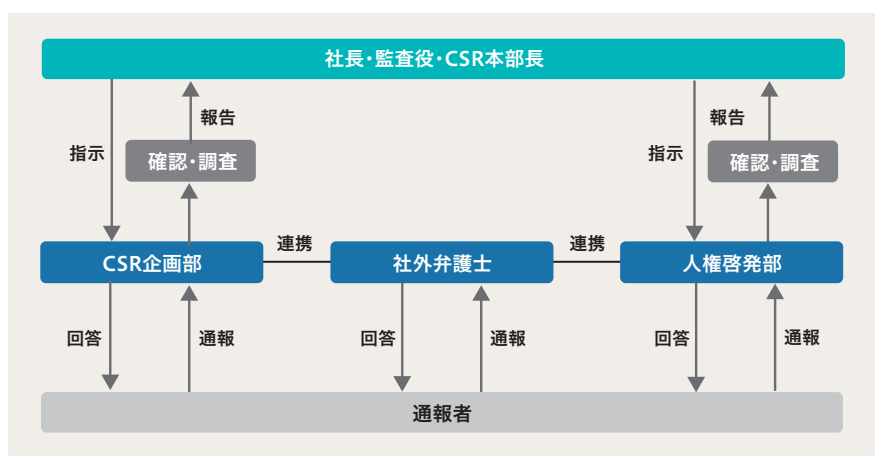 社長・監査役・CSR本部長
指示
報告
確認・調査
指示
報告
確認・調査
CSR企画部
連携
社外弁護士
連携
人権啓発部
回答
通報
回答
通報
回答
通報
通報者